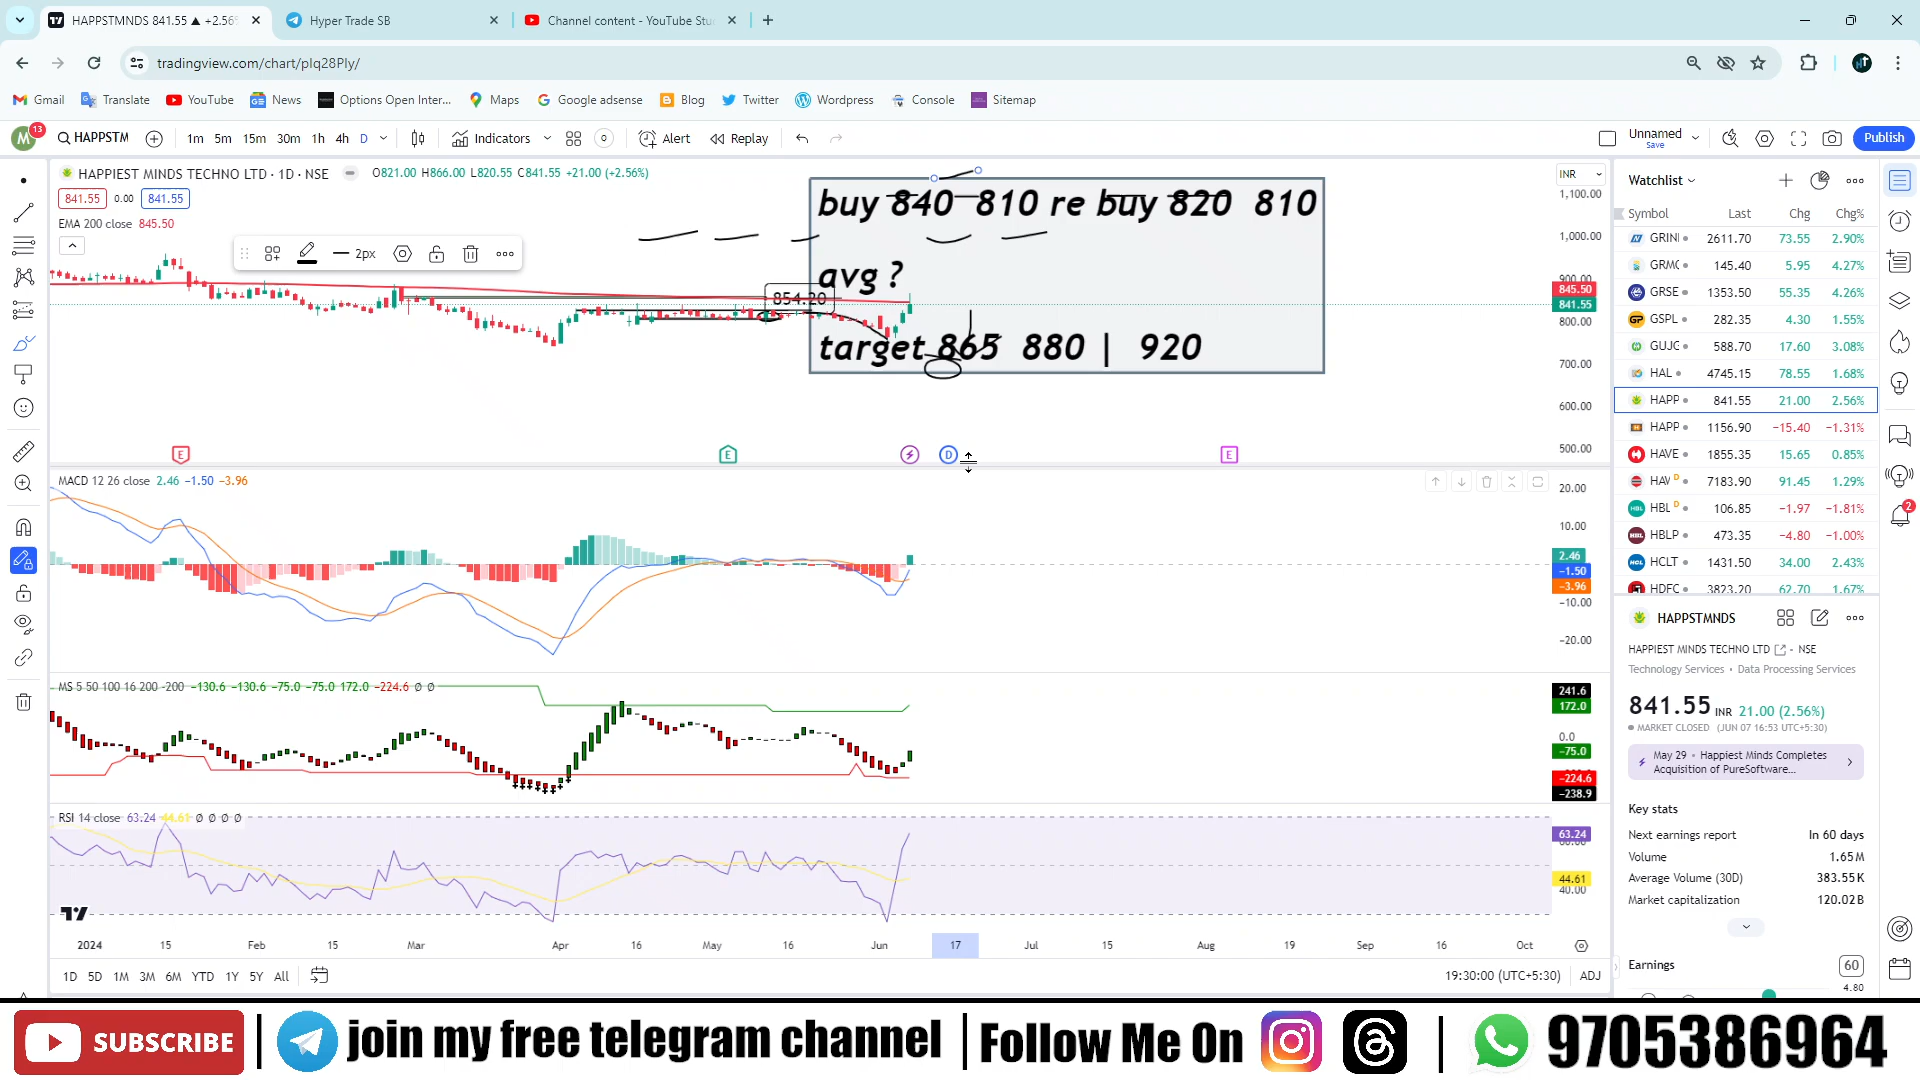 HAPPSTMNDS 841.55 ▲ +2.56
Hyper Trade SB
Channel content - YouTube Stu
tradingview.com/chart/pIq28Ply/
Gmail Translate YouTube News Options Open Inter... Maps Google adsense Blog Twitter Wordpress Console Sitemap
M 13 HAPPSTM 1m 5m 15m 30m 1h 4h D Indicators Alert Replay Unnamed Save Publish
HAPPIEST MINDS TECHNO LTD · 1D · NSE O821.00 H866.00 L820.55 C841.55 +21.00 (+2.56%)
841.55 0.00 841.55
EMA 200 close 845.50
2px
buy 840 810 re buy 820 810
avg ?
854.20
target 865 880 | 920
INR
1,100.00
1,000.00
900.00
845.50
841.55
800.00
700.00
600.00
500.00
E E D E
MACD 12 26 close 2.46 −1.50 −3.96
20.00
10.00
2.46
−1.50
−3.96
−10.00
−20.00
MS 5 50 100 16 200 -200 −130.6 −130.6 −75.0 −75.0 172.0 −224.6 Ø Ø
241.6
172.0
0.0
−75.0
−224.6
−238.9
RSI 14 close 63.24 44.61 Ø Ø Ø Ø
63.24
60.00
44.61
40.00
2024 15 Feb 15 Mar Apr 16 May 16 Jun 17 Jul 15 Aug 19 Sep 16 Oct
1D 5D 1M 3M 6M YTD 1Y 5Y All 19:30:00 (UTC+5:30) ADJ
Watchlist
Symbol Last Chg Chg%
GRINI 2611.70 73.55 2.90%
GRMC 145.40 5.95 4.27%
GRSE 1353.50 55.35 4.26%
GSPL 282.35 4.30 1.55%
GUJC 588.70 17.60 3.08%
HAL 4745.15 78.55 1.68%
HAPP 841.55 21.00 2.56%
HAPP 1156.90 −15.40 −1.31%
HAVE 1855.35 15.65 0.85%
HAV D 7183.90 91.45 1.29%
HBL D 106.85 −1.97 −1.81%
HBLP 473.35 −4.80 −1.00%
HCLT 1431.50 34.00 2.43%
HDFC 3823.20 62.70 1.67%
HAPPSTMNDS
HAPPIEST MINDS TECHNO LTD · NSE
Technology Services • Data Processing Services
841.55 INR 21.00 (2.56%)
MARKET CLOSED (JUN 07 16:53 UTC+5:30)
May 29 • Happiest Minds Completes
Acquisition of PureSoftware...
Key stats
Next earnings report In 60 days
Volume 1.65M
Average Volume (30D) 383.55K
Market capitalization 120.02B
Earnings 60
4.80
2
SUBSCRIBE | join my free telegram channel | Follow Me On | 9705386964